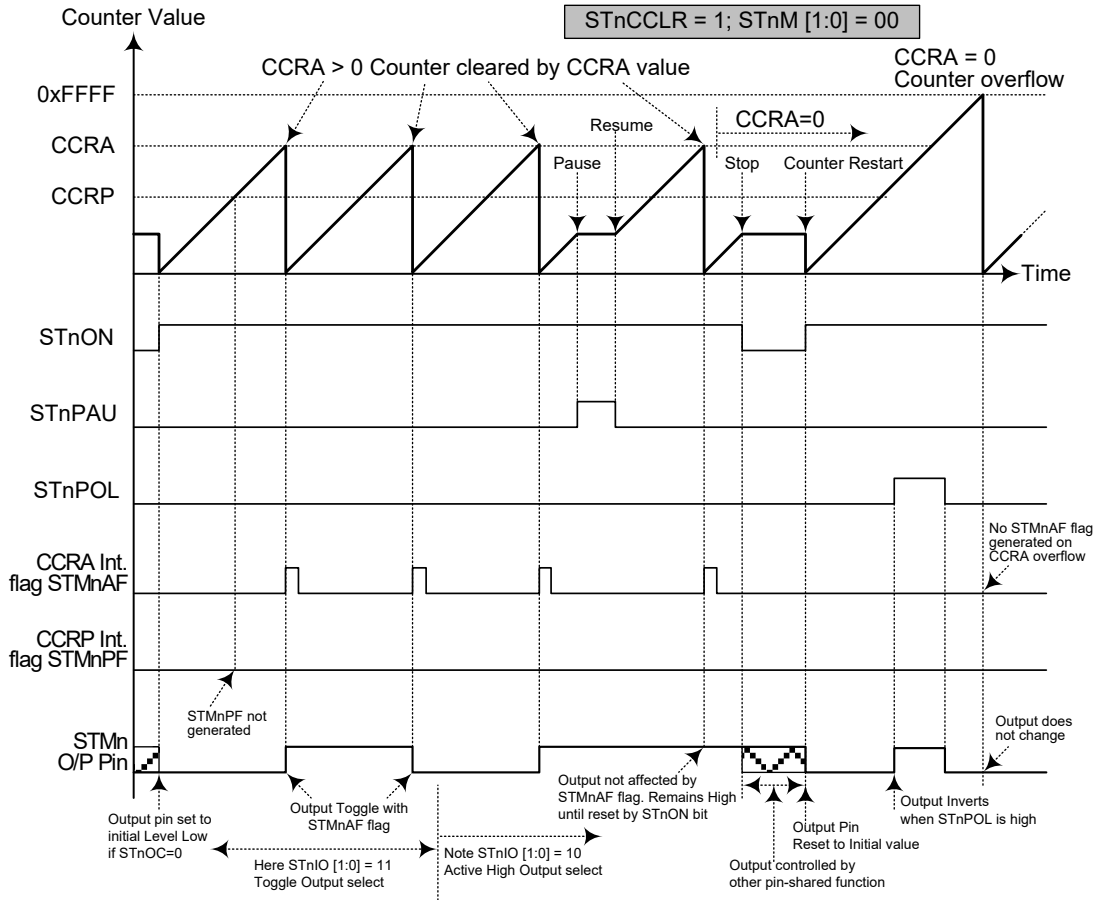 Counter Value
STnCCLR = 1; STnM [1:0] = 00
CCRA > 0 Counter cleared by CCRA value
CCRA = 0
Counter overflow
0xFFFF
CCRA
CCRP
Resume
Pause
CCRA=0
Stop
Counter Restart
Time
STnON
STnPAU
STnPOL
CCRA Int.
flag STMnAF
No STMnAF flag
generated on
CCRA overflow
CCRP Int.
flag STMnPF
STMnPF not
generated
STMn
O/P Pin
Output does
not change
Output pin set to
initial Level Low
if STnOC=0
Output Toggle with
STMnAF flag
Output not affected by
STMnAF flag. Remains High
until reset by STnON bit
Output Inverts
when STnPOL is high
Output Pin
Reset to Initial value
Here STnIO [1:0] = 11
Toggle Output select
Note STnIO [1:0] = 10
Active High Output select
Output controlled by
other pin-shared function